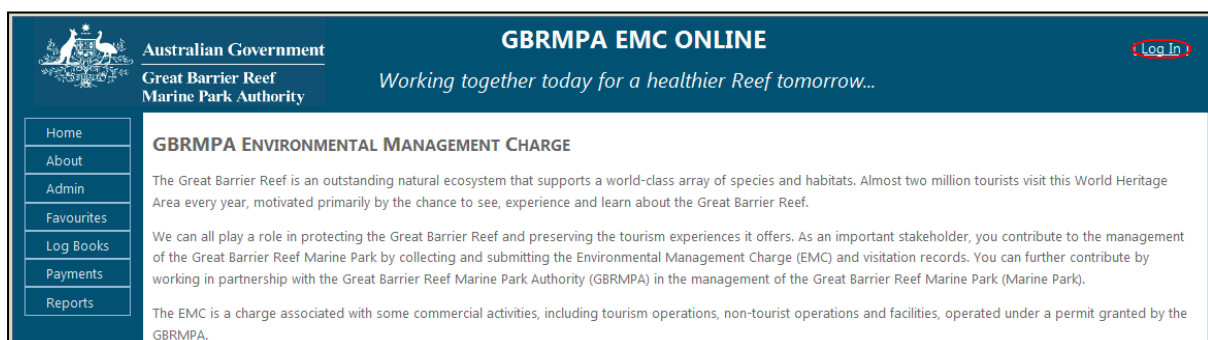 Australian Government
Great Barrier Reef
Marine Park Authority
GBRMPA EMC ONLINE
Working together today for a healthier Reef tomorrow...
[ Log In ]
Home
About
Admin
Favourites
Log Books
Payments
Reports
GBRMPA ENVIRONMENTAL MANAGEMENT CHARGE
The Great Barrier Reef is an outstanding natural ecosystem that supports a world-class array of species and habitats. Almost two million tourists visit this World Heritage
Area every year, motivated primarily by the chance to see, experience and learn about the Great Barrier Reef.
We can all play a role in protecting the Great Barrier Reef and preserving the tourism experiences it offers. As an important stakeholder, you contribute to the management
of the Great Barrier Reef Marine Park by collecting and submitting the Environmental Management Charge (EMC) and visitation records. You can further contribute by
working in partnership with the Great Barrier Reef Marine Park Authority (GBRMPA) in the management of the Great Barrier Reef Marine Park (Marine Park).
The EMC is a charge associated with some commercial activities, including tourism operations, non-tourist operations and facilities, operated under a permit granted by the
GBRMPA.